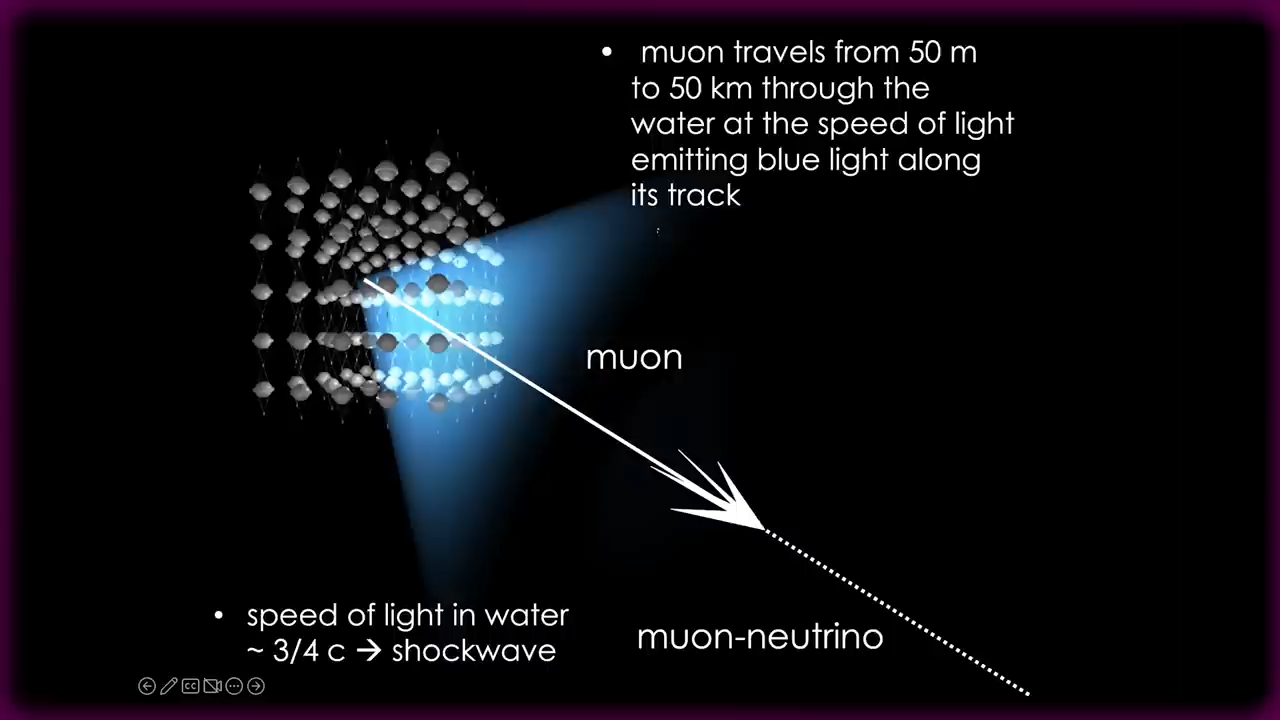 • muon travels from 50 m
to 50 km through the
water at the speed of light
emitting blue light along
its track
muon
• speed of light in water
~ 3/4 c → shockwave
muon-neutrino
CC